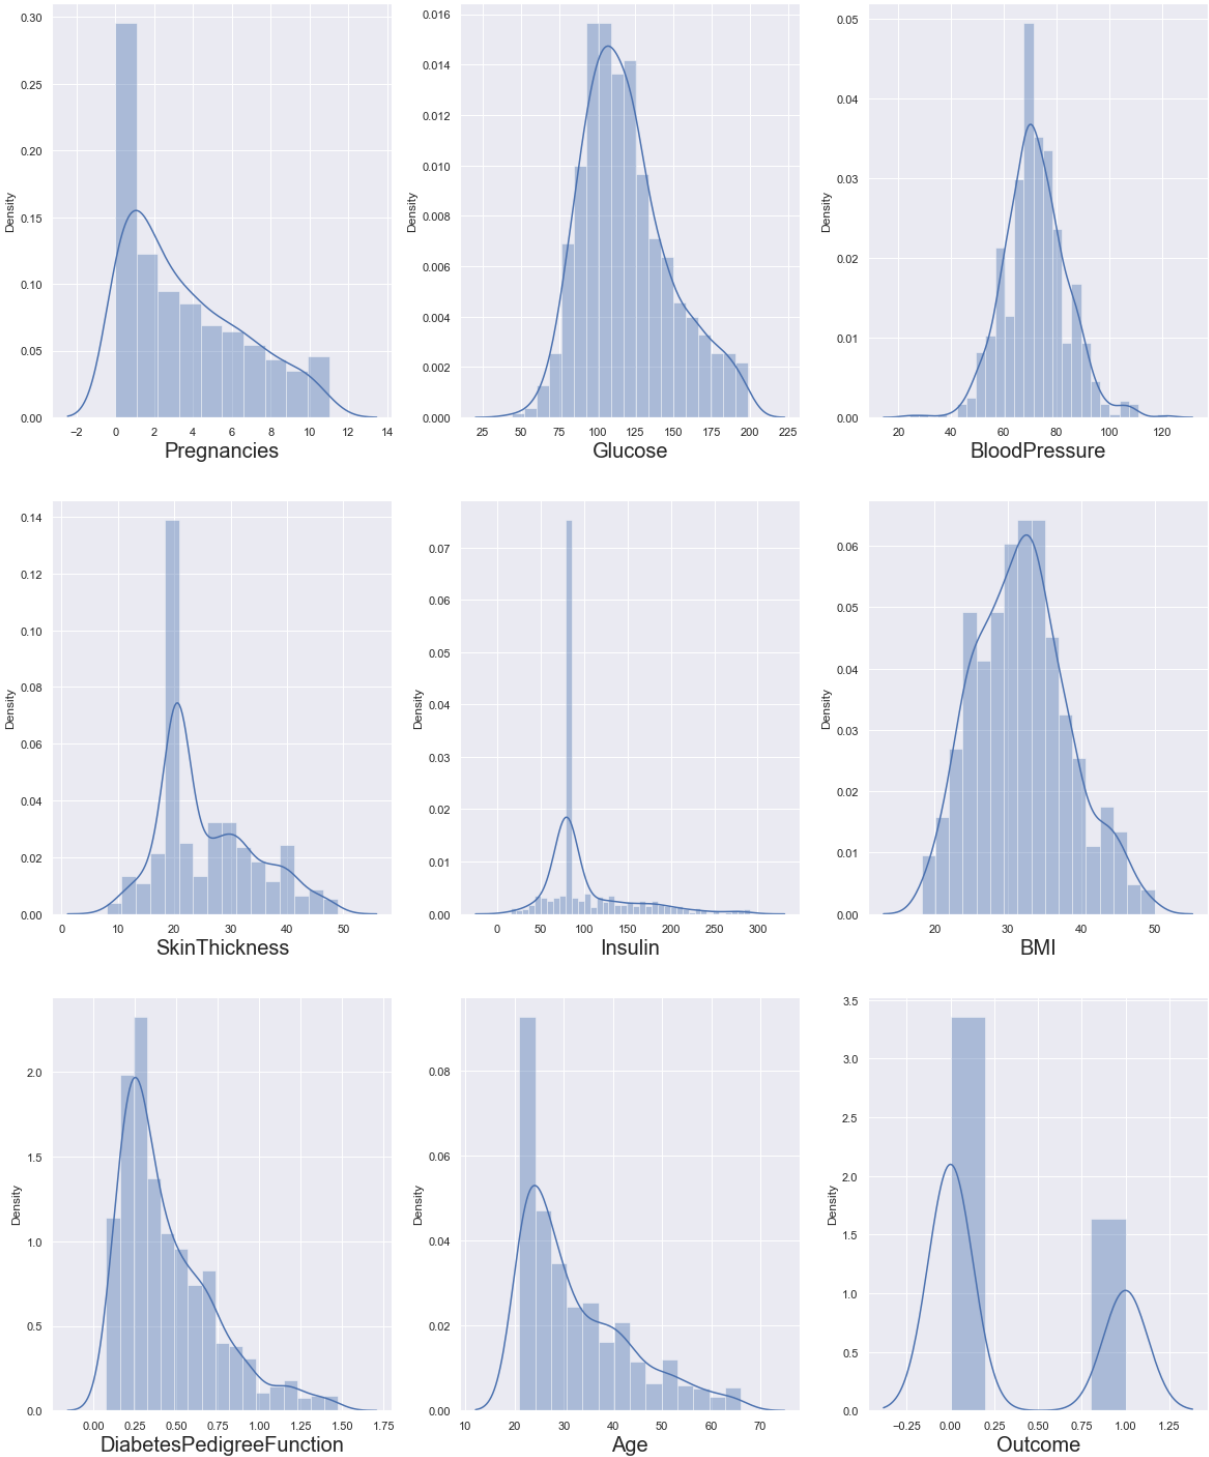 0.30
0.25
0.20
0.15
0.10
0.05
0.00
Density
−2 0 2 4 6 8 10 12 14
Pregnancies
0.016
0.014
0.012
0.010
0.008
0.006
0.004
0.002
0.000
Density
25 50 75 100 125 150 175 200 225
Glucose
0.05
0.04
0.03
0.02
0.01
0.00
Density
20 40 60 80 100 120
BloodPressure
0.14
0.12
0.10
0.08
0.06
0.04
0.02
0.00
Density
0 10 20 30 40 50
SkinThickness
0.07
0.06
0.05
0.04
0.03
0.02
0.01
0.00
Density
0 50 100 150 200 250 300
Insulin
0.06
0.05
0.04
0.03
0.02
0.01
0.00
Density
20 30 40 50
BMI
2.0
1.5
1.0
0.5
0.0
Density
0.00 0.25 0.50 0.75 1.00 1.25 1.50 1.75
DiabetesPedigreeFunction
0.08
0.06
0.04
0.02
0.00
Density
10 20 30 40 50 60 70
Age
3.5
3.0
2.5
2.0
1.5
1.0
0.5
0.0
Density
−0.25 0.00 0.25 0.50 0.75 1.00 1.25
Outcome